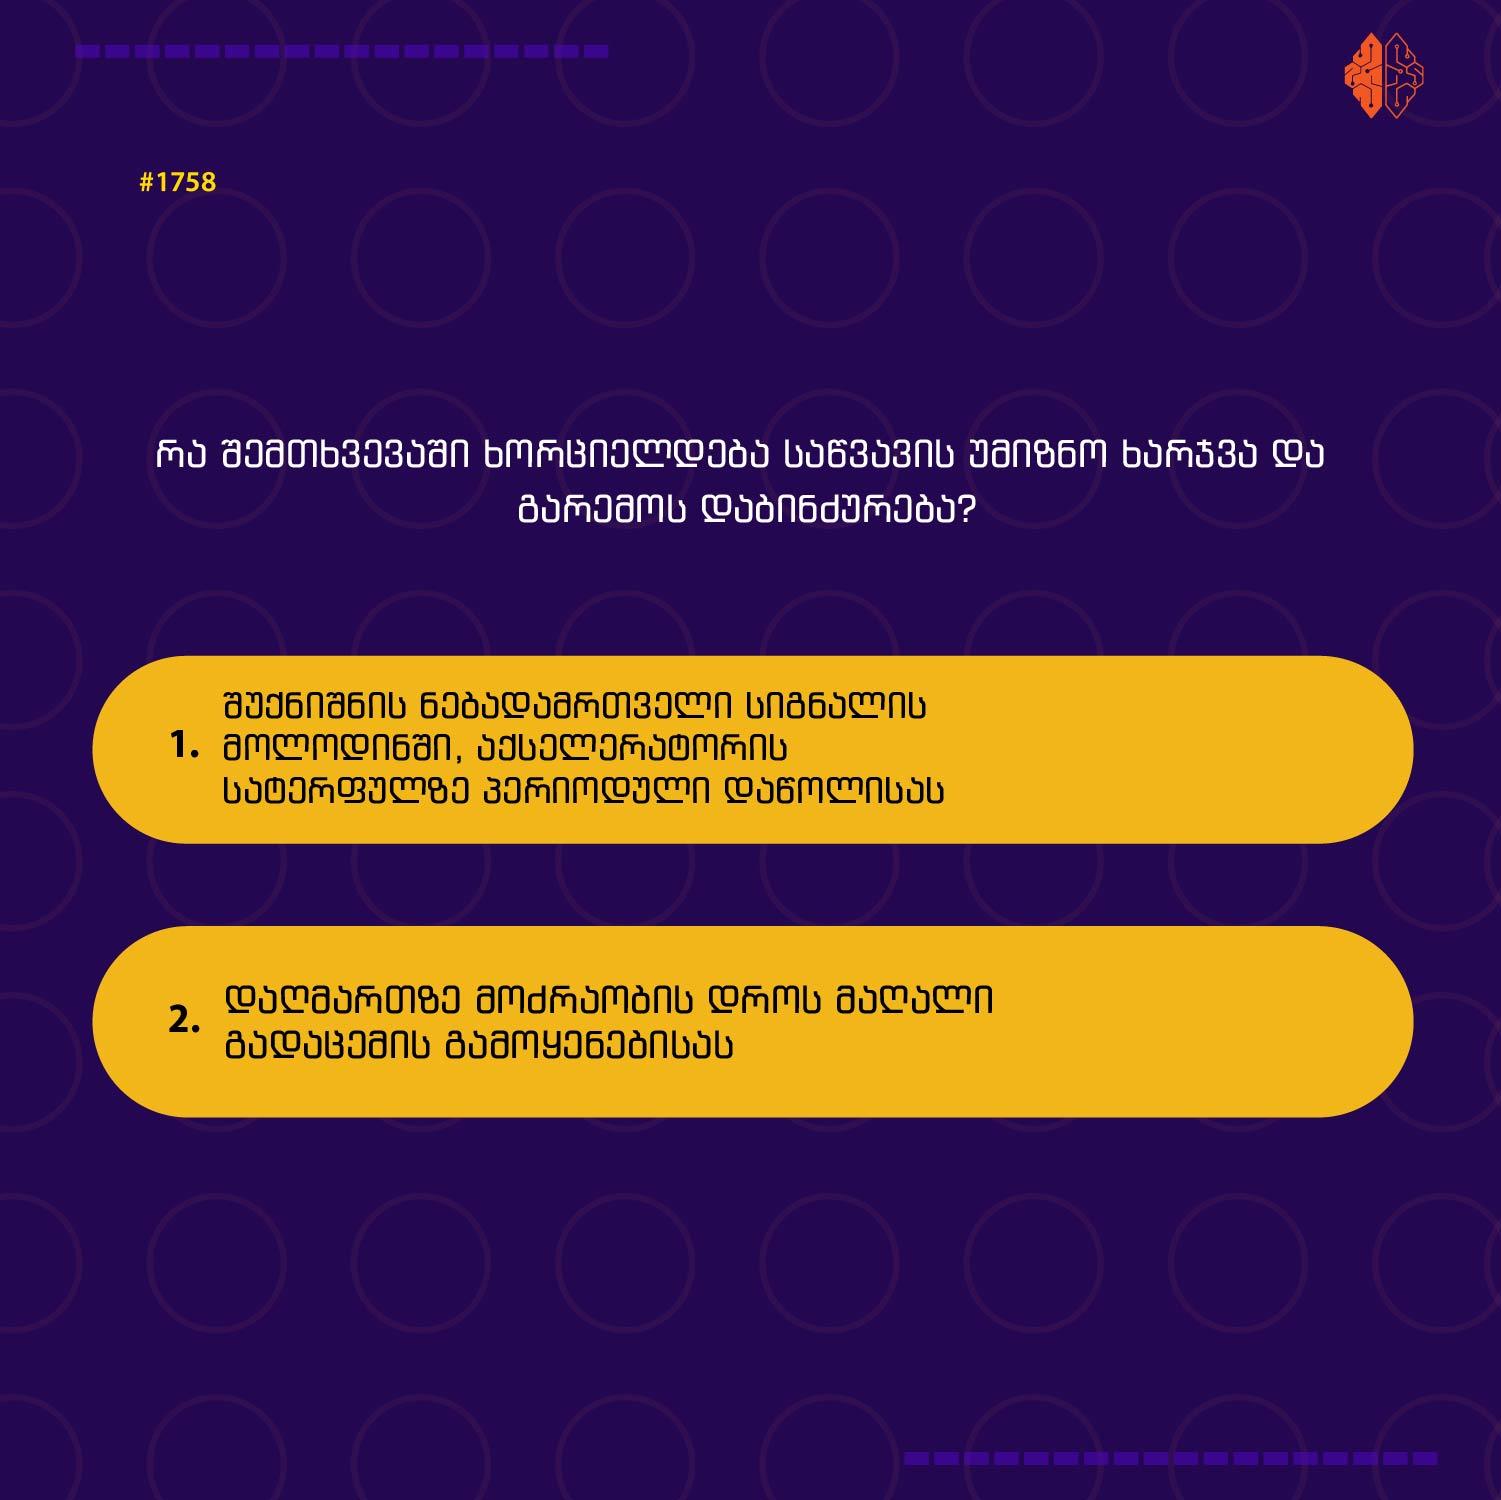 #1758
რა შემთხვევაში ხორციელდება საწვავის უმიზნო ხარჯვა და
გარემოს დაბინძურება?
1. შუქნიშნის ნებადამრთველი სიგნალის
მოლოდინში, აქსელერატორის
სატერფულზე პერიოდული დაწოლისას
2. დაღმართზე მოძრაობის დროს მაღალი
გადაცემის გამოყენებისას